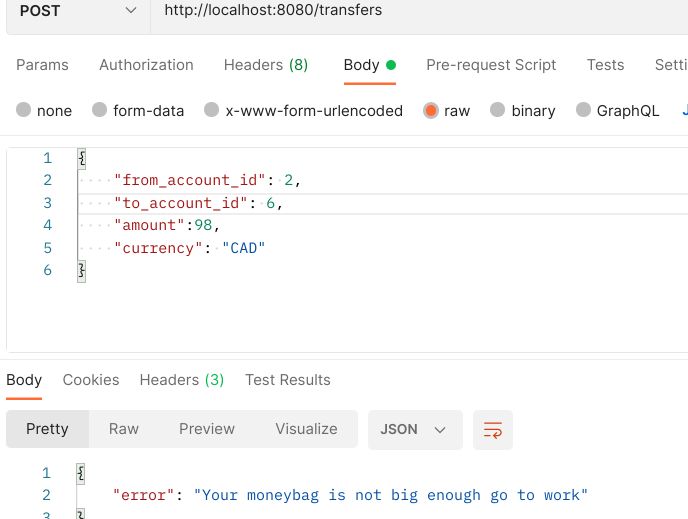 POST http://localhost:8080/transfers
Params Authorization Headers (8) Body Pre-request Script Tests
none form-data x-www-form-urlencoded raw binary GraphQL
1 {
2 "from_account_id": 2,
3 "to_account_id": 6,
4 "amount":98,
5 "currency": "CAD"
6 }
Body Cookies Headers (3) Test Results
Pretty Raw Preview Visualize JSON
1 {
2 "error": "Your moneybag is not big enough go to work"
3 }